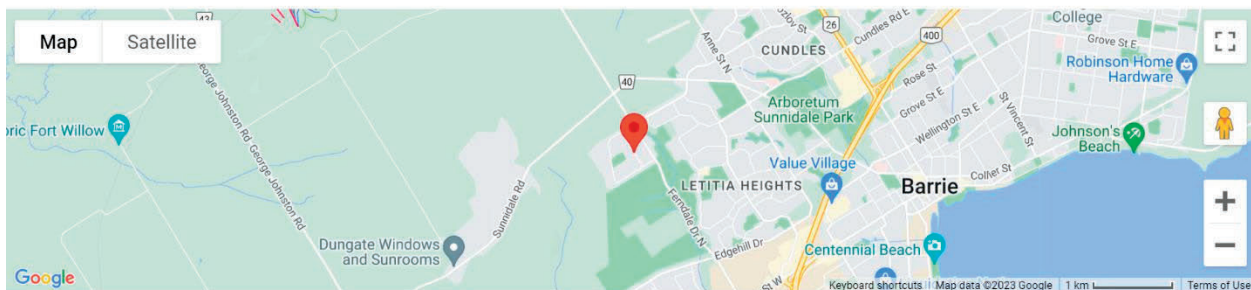 Map
Satellite
43
George Johnston Rd
George Johnston Rd
oric Fort Willow
Dungate Windows
and Sunrooms
Google
Sunnidale Rd
40
Anne St N
CUNDLES
26
Cundles Rd E
400
College
Grove St E
Robinson Home
Hardware
Rose St
Grove St E
Wellington St E
St Vincent St
Arboretum
Sunnidale Park
Johnson's
Beach
Value Village
LETITIA HEIGHTS
Barrie
Collier St
Ferndale Dr N
Edgehill Dr
St W
Centennial Beach
+
−
Keyboard shortcuts
Map data ©2023 Google
1 km
Terms of Use